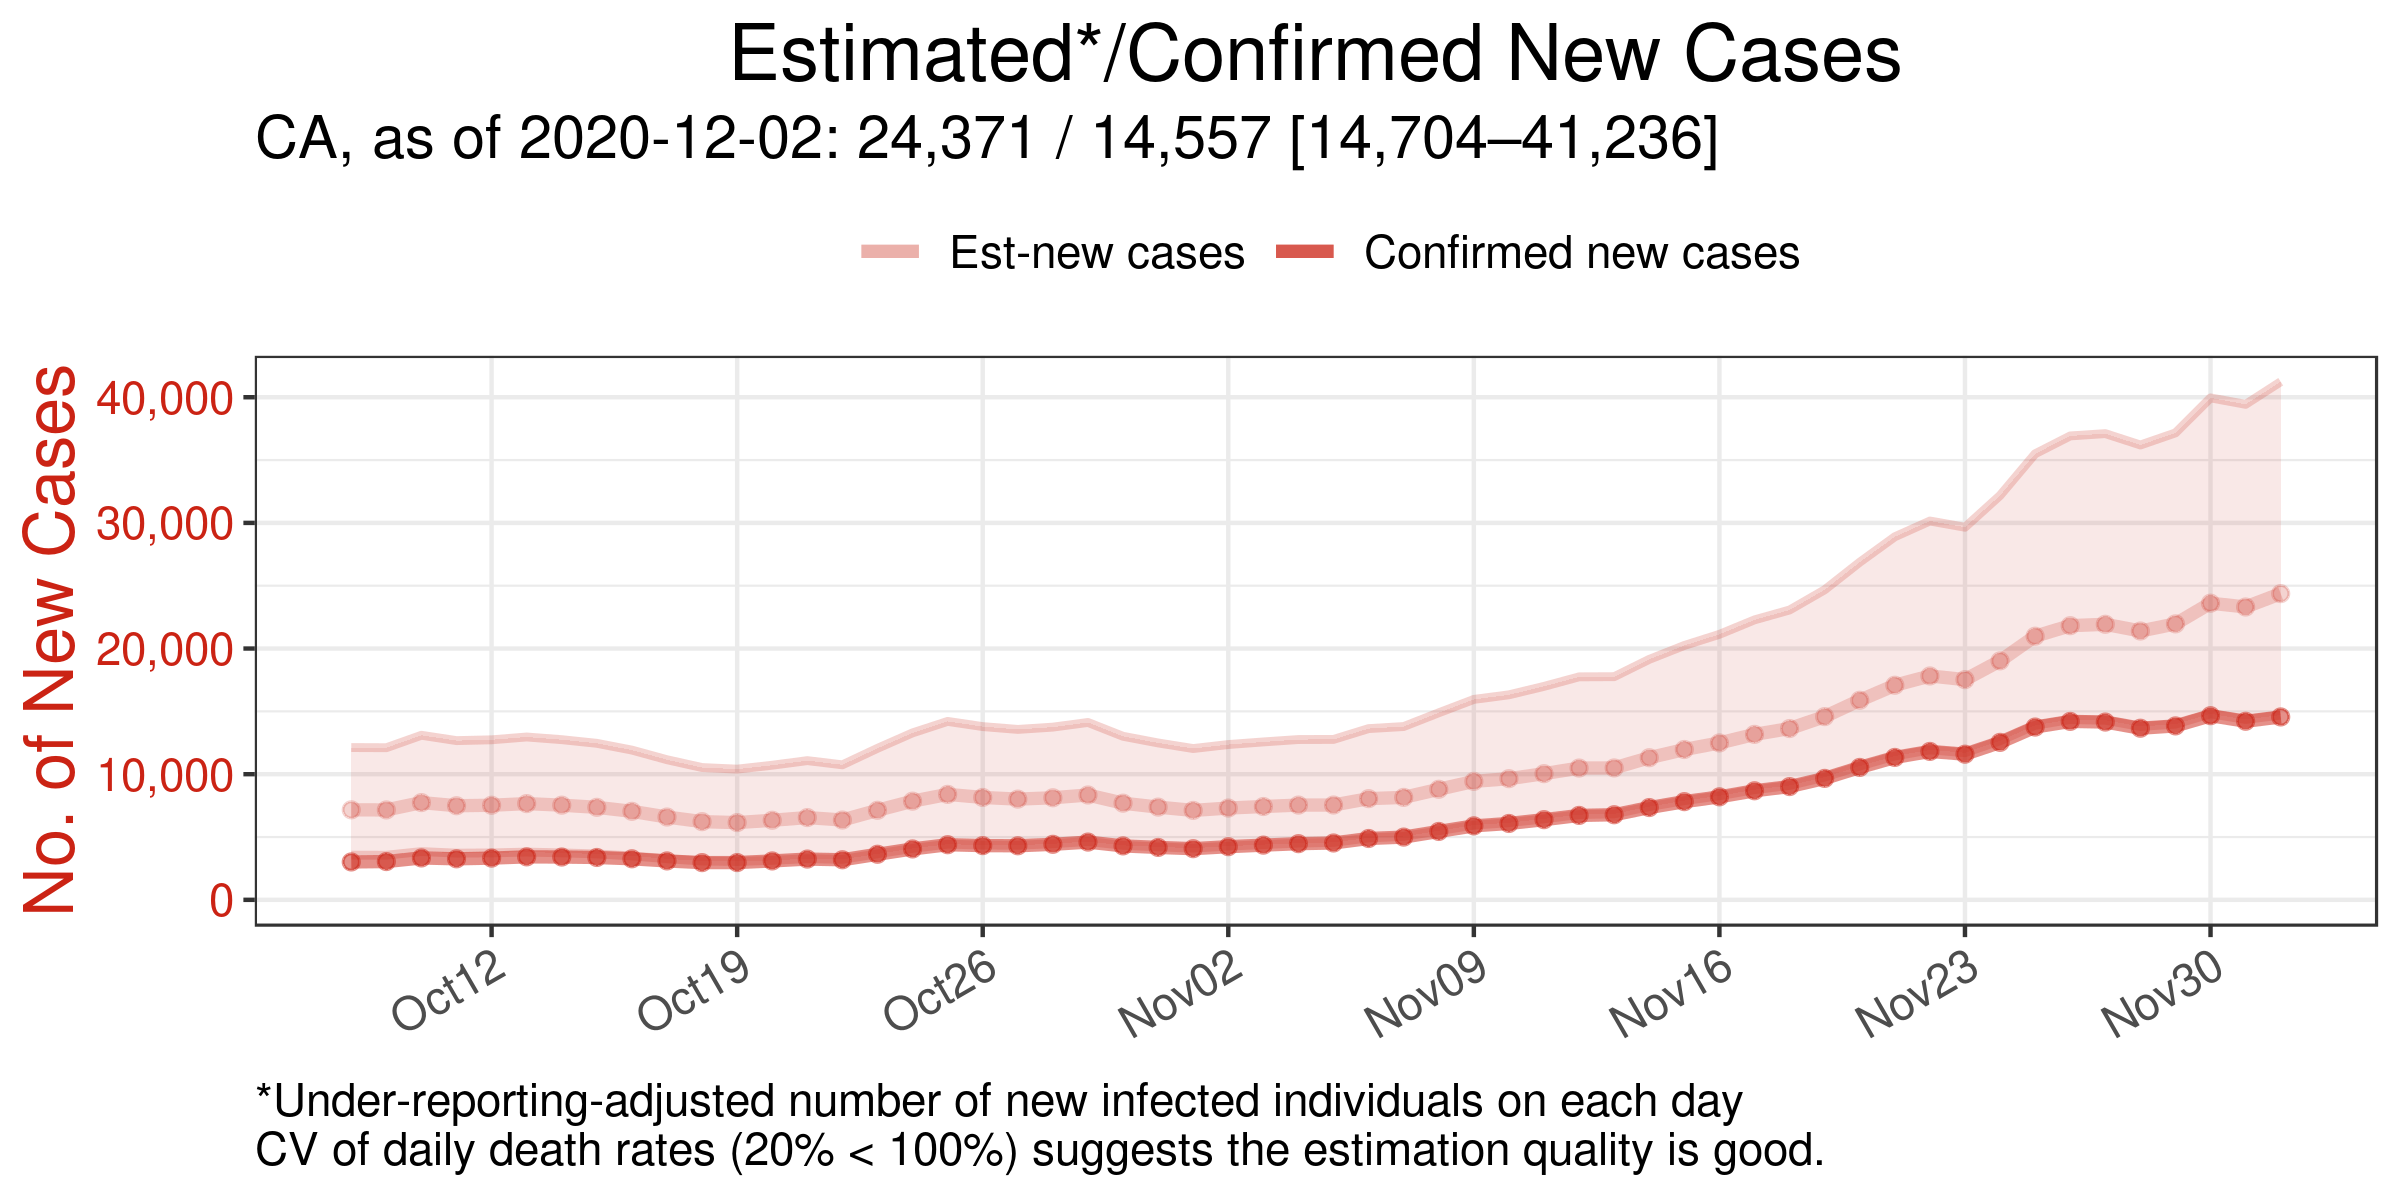 Estimated*/Confirmed New Cases
CA, as of 2020-12-02: 24,371 / 14,557 [14,704–41,236]
Est-new cases
Confirmed new cases
No. of New Cases
40,000
30,000
20,000
10,000
0
Oct12
Oct19
Oct26
Nov02
Nov09
Nov16
Nov23
Nov30
*Under-reporting-adjusted number of new infected individuals on each day
CV of daily death rates (20% < 100%) suggests the estimation quality is good.